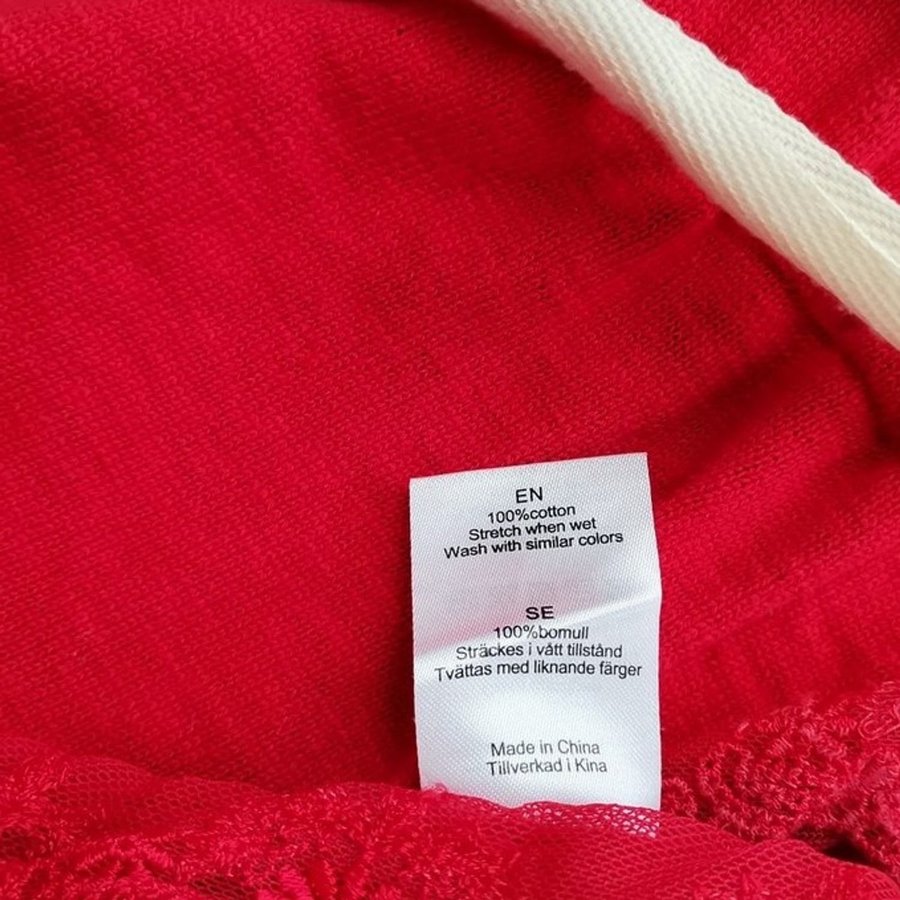 EN
100%cotton
Stretch when wet
Wash with similar colors
SE
100%bomull
Sträckes i vått tillstånd
Tvättas med liknande färger
Made in China
Tillverkad i Kina